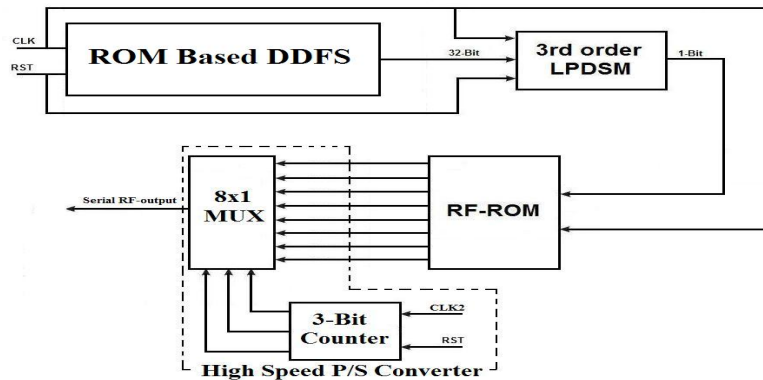 CLK
RST
ROM Based DDFS
32-Bit
3rd order
LPDSM
1-Bit
Serial RF-output
8x1
MUX
RF-ROM
3-Bit
Counter
CLK2
RST
High Speed P/S Converter